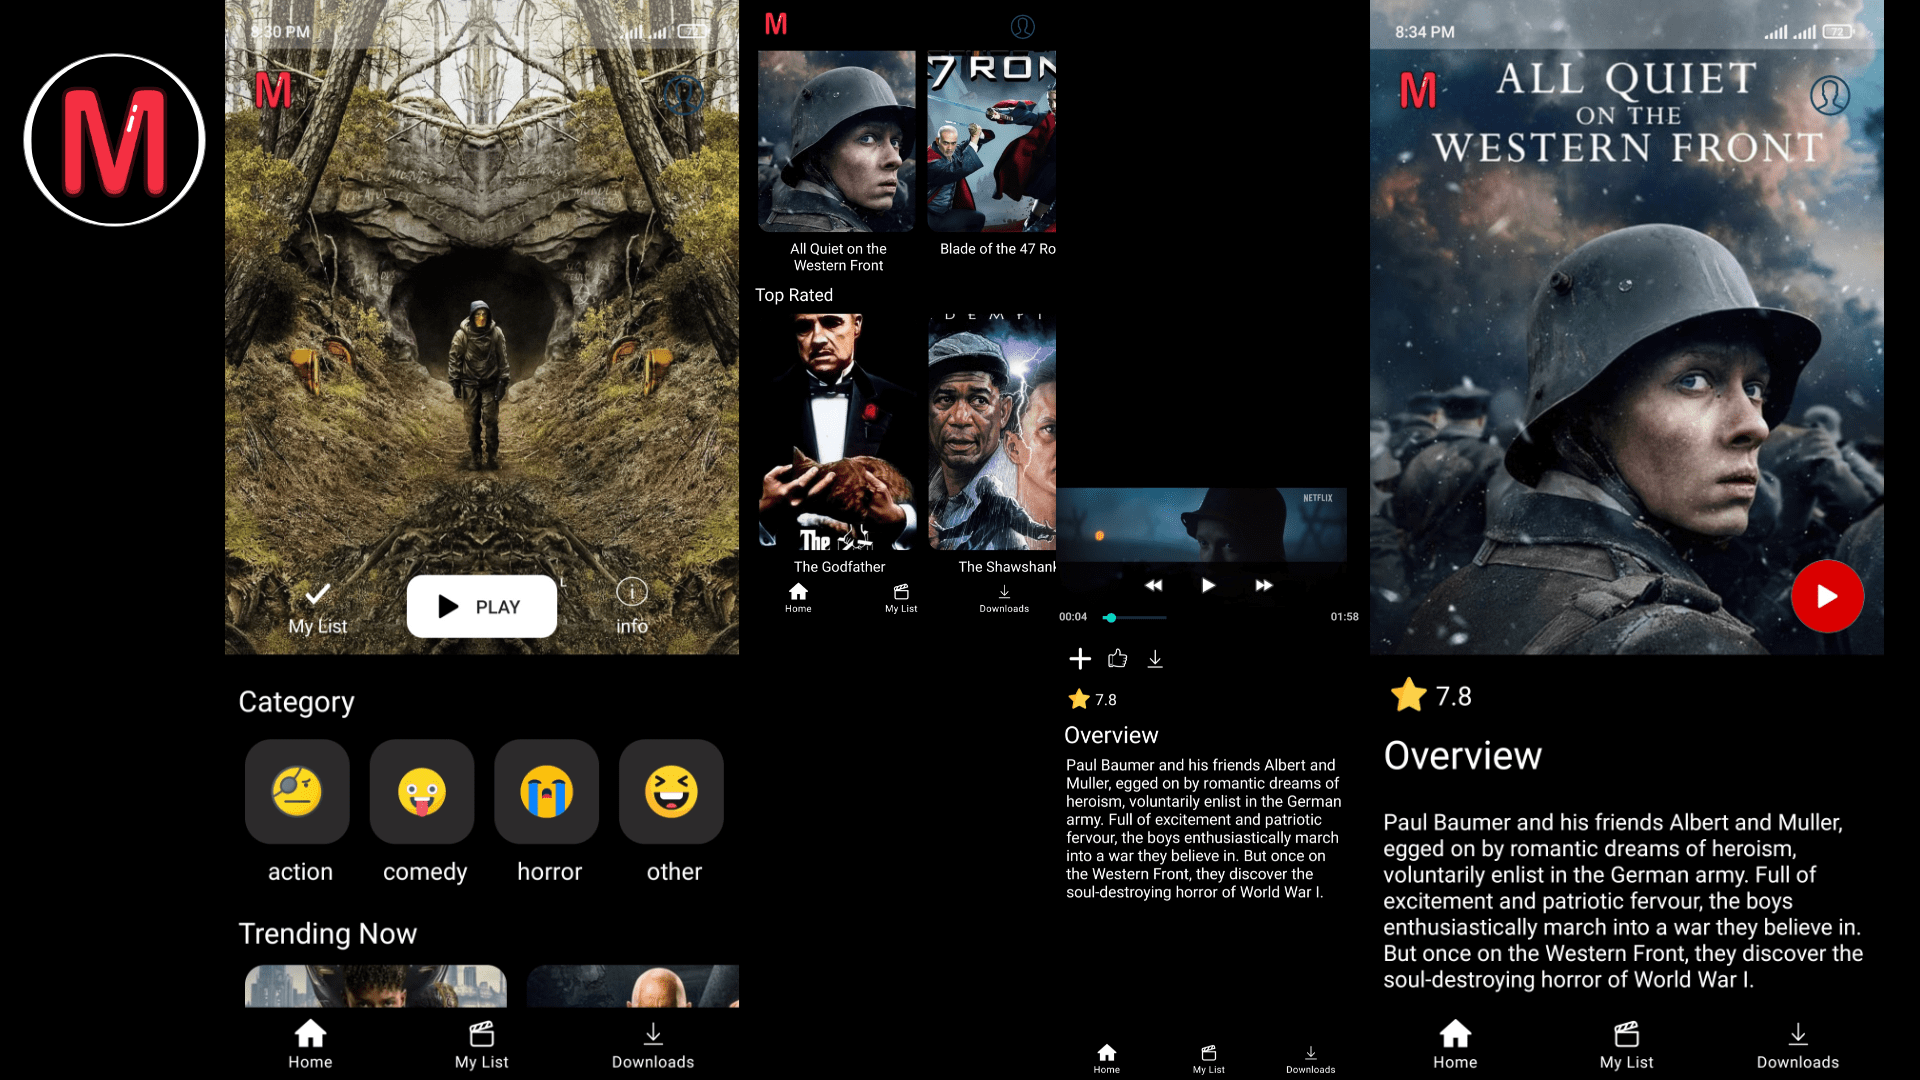 M
8:30 PM
72
M
My List
PLAY
L
info
Category
action
comedy
horror
other
Trending Now
Home
My List
Downloads
M
7 RON
All Quiet on the
Western Front
Blade of the 47 Ro
Top Rated
DEMPT
The
The Godfather
The Shawshank
Home
My List
Downloads
NETFLIX
00:04
01:58
7.8
Overview
Paul Baumer and his friends Albert and
Muller, egged on by romantic dreams of
heroism, voluntarily enlist in the German
army. Full of excitement and patriotic
fervour, the boys enthusiastically march
into a war they believe in. But once on
the Western Front, they discover the
soul-destroying horror of World War I.
Home
My List
Downloads
8:34 PM
72
M
ALL QUIET
ON THE
WESTERN FRONT
7.8
Overview
Paul Baumer and his friends Albert and Muller,
egged on by romantic dreams of heroism,
voluntarily enlist in the German army. Full of
excitement and patriotic fervour, the boys
enthusiastically march into a war they believe in.
But once on the Western Front, they discover the
soul-destroying horror of World War I.
Home
My List
Downloads